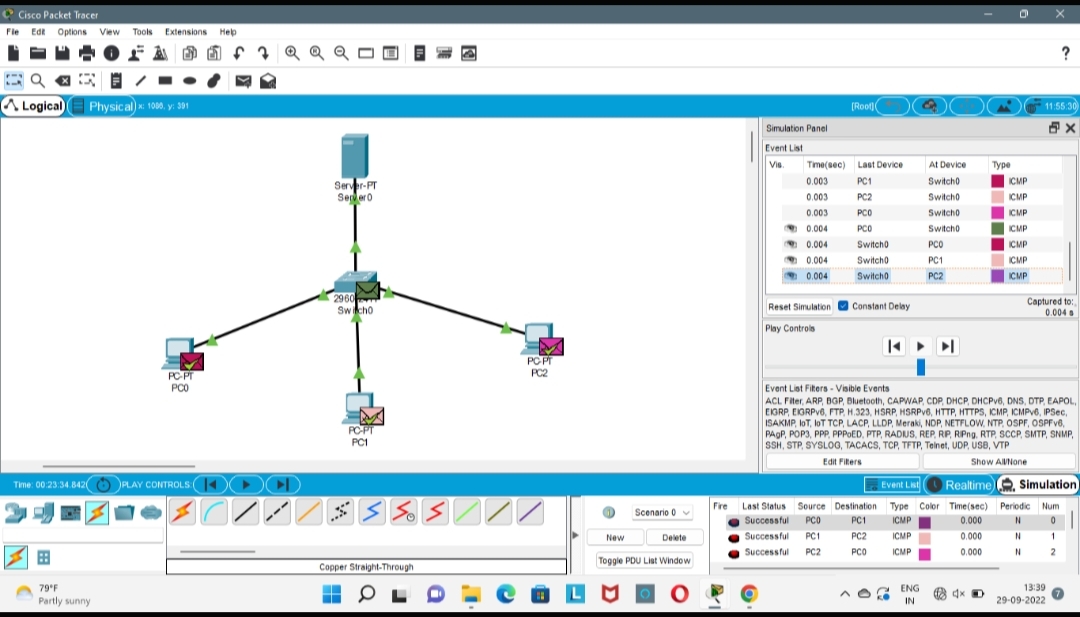 Cisco Packet Tracer
File Edit Options View Tools Extensions Help
?
Logical Physical x: 1086, y: 391 [Root] 11:55:30
Simulation Panel
Event List
Vis. Time(sec) Last Device At Device Type
0.003 PC1 Switch0 ICMP
0.003 PC2 Switch0 ICMP
0.003 PC0 Switch0 ICMP
0.004 PC0 Switch0 ICMP
0.004 Switch0 PC0 ICMP
0.004 Switch0 PC1 ICMP
0.004 Switch0 PC2 ICMP
Reset Simulation Constant Delay
Captured to:
0.004 s
Play Controls
Event List Filters - Visible Events
ACL Filter, ARP, BGP, Bluetooth, CAPWAP, CDP, DHCP, DHCPv6, DNS, DTP, EAPOL,
EIGRP, EIGRPv6, FTP, H.323, HSRP, HSRPv6, HTTP, HTTPS, ICMP, ICMPv6, IPSec,
ISAKMP, IoT, IoT TCP, LACP, LLDP, Meraki, NDP, NETFLOW, NTP, OSPF, OSPFv6,
PAgP, POP3, PPP, PPPoED, PTP, RADIUS, REP, RIP, RIPng, RTP, SCCP, SMTP, SNMP,
SSH, STP, SYSLOG, TACACS, TCP, TFTP, Telnet, UDP, USB, VTP
Edit Filters Show All/None
Server-PT
Server0
2960-24TT
Switch0
PC-PT
PC0
PC-PT
PC1
PC-PT
PC2
Time: 00:23:34.842 PLAY CONTROLS: Event List Realtime Simulation
Scenario 0
New Delete
Toggle PDU List Window
Fire Last Status Source Destination Type Color Time(sec) Periodic Num
Successful PC0 PC1 ICMP 0.000 N 0
Successful PC1 PC2 ICMP 0.000 N 1
Successful PC2 PC0 ICMP 0.000 N 2
Copper Straight-Through
79°F
Partly sunny
L
ENG
IN
13:39
29-09-2022
7